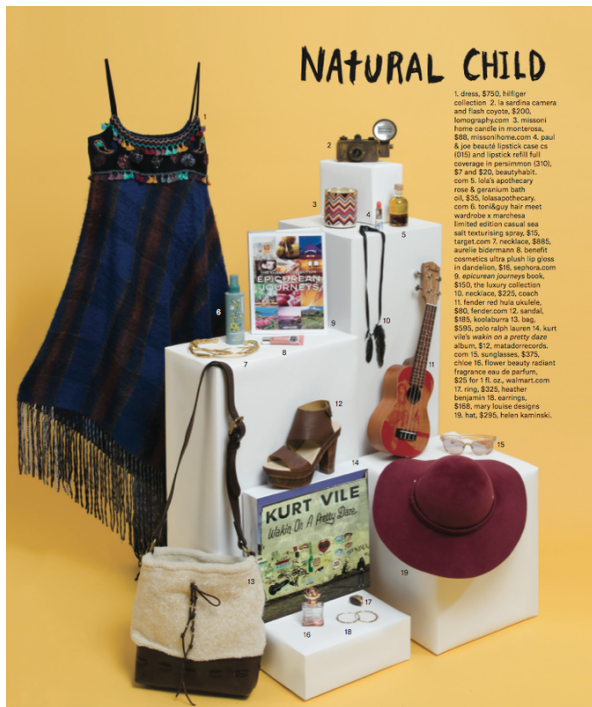 NATURAL CHILD
1. dress, $750, hilfiger
collection 2. la sardina camera
and flash coyote, $200,
lomography.com 3. missoni
home candle in monterosa,
$88, missonihome.com 4. paul
& joe beauté lipstick case cs
(015) and lipstick refill full
coverage in persimmon (310),
$7 and $20, beautyhabit.
com 5. lola's apothecary
rose & geranium bath
oil, $35, lolasapothecary.
com 6. toni&guy hair meet
wardrobe x marchesa
limited edition casual sea
salt texturising spray, $15,
target.com 7. necklace, $885,
aurelie bidermann 8. benefit
cosmetics ultra plush lip gloss
in dandelion, $16, sephora.com
9. epicurean journeys book,
$150, the luxury collection
10. necklace, $225, coach
11. fender red hula ukulele,
$80, fender.com 12. sandal,
$185, koolaburra 13. bag,
$595, polo ralph lauren 14. kurt
vile's wakin on a pretty daze
album, $12, matadorrecords.
com 15. sunglasses, $375,
chloe 16. flower beauty radiant
fragrance eau de parfum,
$25 for 1 fl. oz., walmart.com
17. ring, $325, heather
benjamin 18. earrings,
$168, mary louise designs
19. hat, $295, helen kaminski.
1
2
3
4
5
EPICUREAN
JOURNEYS
6
9
10
7
8
11
12
15
14
KURT VILE
Wakin On A Pretty Daze
13
19
17
16
18